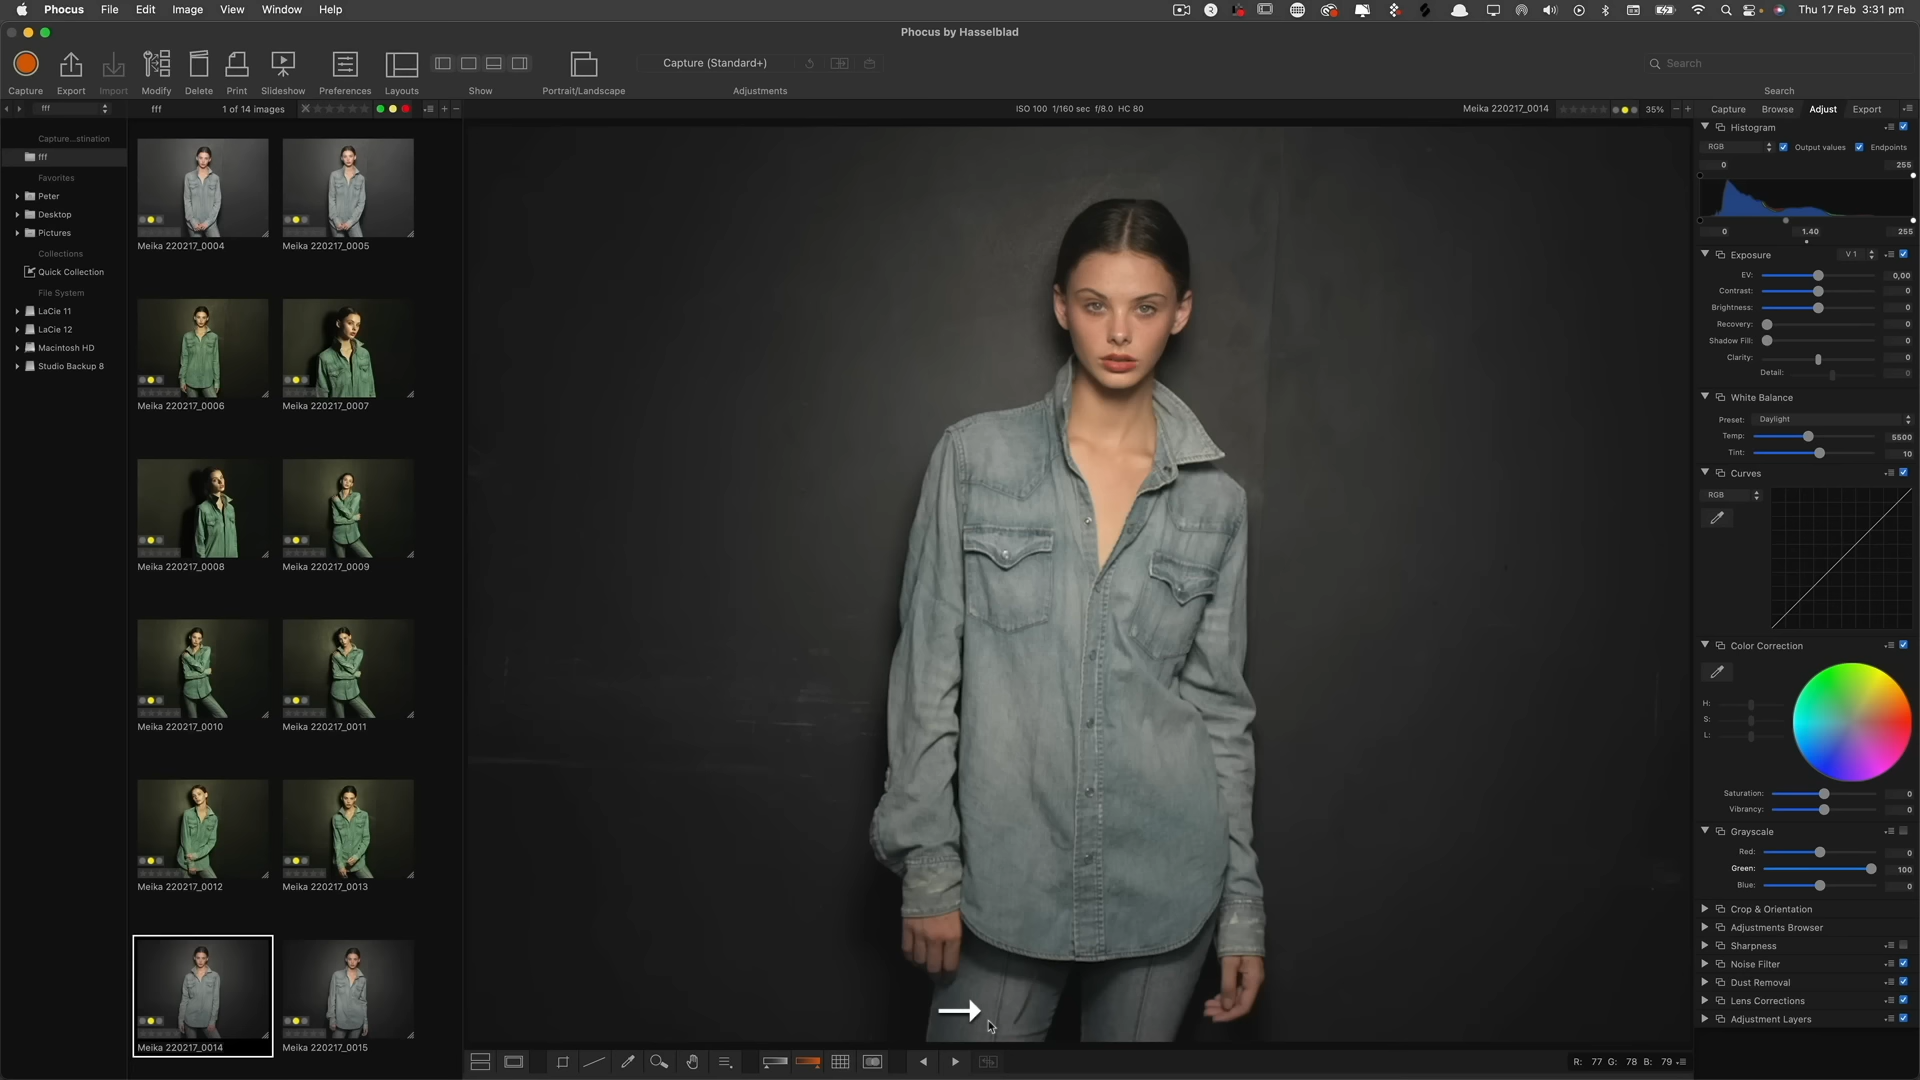 Phocus File Edit Image View Window Help
Thu 17 Feb 3:31 pm
Phocus by Hasselblad
Capture Export Import Modify Delete Print Slideshow Preferences Layouts Show Portrait/Landscape
Capture (Standard+)
Adjustments
Search
Search
fff
fff
1 of 14 images
ISO 100 1/160 sec f/8.0 HC 80
Meika 220217_0014
35%
Capture Browse Adjust Export
Capture...stination
fff
Favorites
Peter
Desktop
Pictures
Collections
Quick Collection
File System
LaCie 11
LaCie 12
Macintosh HD
Studio Backup 8
Meika 220217_0004
Meika 220217_0005
Meika 220217_0006
Meika 220217_0007
Meika 220217_0008
Meika 220217_0009
Meika 220217_0010
Meika 220217_0011
Meika 220217_0012
Meika 220217_0013
Meika 220217_0014
Meika 220217_0015
Histogram
RGB Output values Endpoints
0 255
0 1.40 255
Exposure V 1
EV: 0,00
Contrast: 0
Brightness: 0
Recovery: 0
Shadow Fill: 0
Clarity: 0
Detail: 0
White Balance
Preset: Daylight
Temp: 5500
Tint: 10
Curves
RGB
Color Correction
H:
S:
L:
Saturation: 0
Vibrancy: 0
Grayscale
Red: 0
Green: 100
Blue: 0
Crop & Orientation
Adjustments Browser
Sharpness
Noise Filter
Dust Removal
Lens Corrections
Adjustment Layers
R: 77 G: 78 B: 79